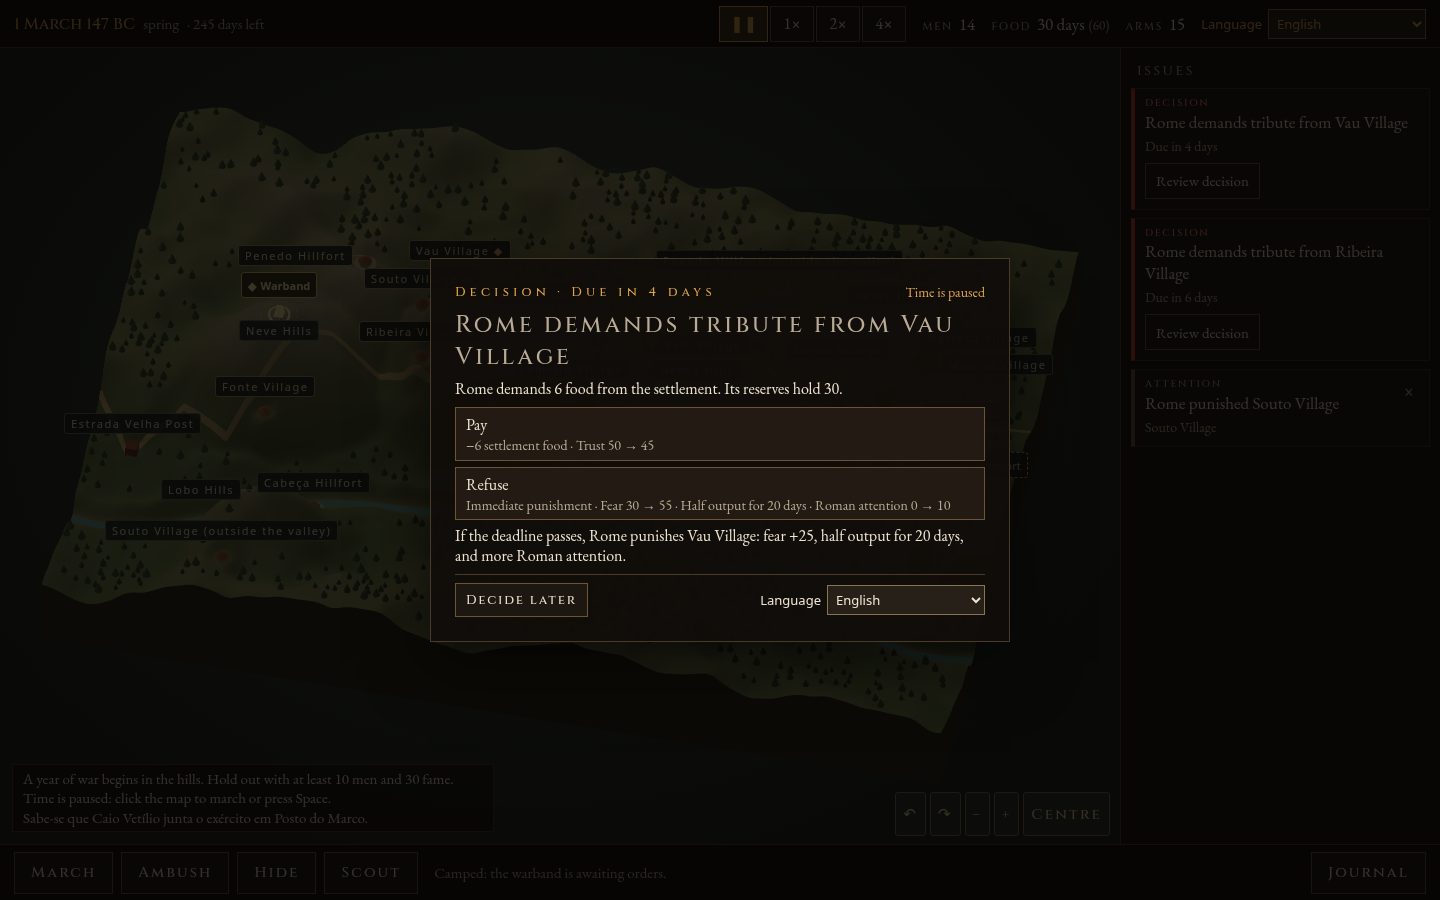 1 March 147 BC spring · 245 days left
❚❚ 1× 2× 4× MEN 14 FOOD 30 days (60) ARMS 15 Language English
Issues
DECISION
Rome demands tribute from Vau Village
Due in 4 days
Review decision
DECISION
Rome demands tribute from Ribeira
Village
Due in 6 days
Review decision
ATTENTION
Rome punished Souto Village ×
Souto Village
Penedo Hillfort
Vau Village ◆
Souto Vil
◆ Warband
Neve Hills
Ribeira Vi
Fonte Village
Estrada Velha Post
Lobo Hills
Cabeça Hillfort
Souto Village (outside the valley)
Decision · Due in 4 days Time is paused
Rome demands tribute from Vau
Village
Rome demands 6 food from the settlement. Its reserves hold 30.
Pay
−6 settlement food · Trust 50 → 45
Refuse
Immediate punishment · Fear 30 → 55 · Half output for 20 days · Roman attention 0 → 10
If the deadline passes, Rome punishes Vau Village: fear +25, half output for 20 days,
and more Roman attention.
Decide later Language English
A year of war begins in the hills. Hold out with at least 10 men and 30 fame.
Time is paused: click the map to march or press Space.
Sabe-se que Caio Vetílio junta o exército em Posto do Marco.
↶ ↷ − + Centre
March Ambush Hide Scout Camped: the warband is awaiting orders. Journal